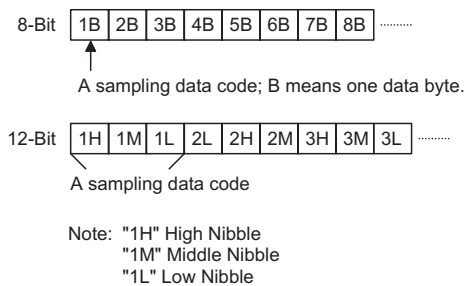 8-Bit 1B 2B 3B 4B 5B 6B 7B 8B
A sampling data code; B means one data byte.
12-Bit 1H 1M 1L 2L 2H 2M 3H 3M 3L
A sampling data code
Note: "1H" High Nibble
"1M" Middle Nibble
"1L" Low Nibble